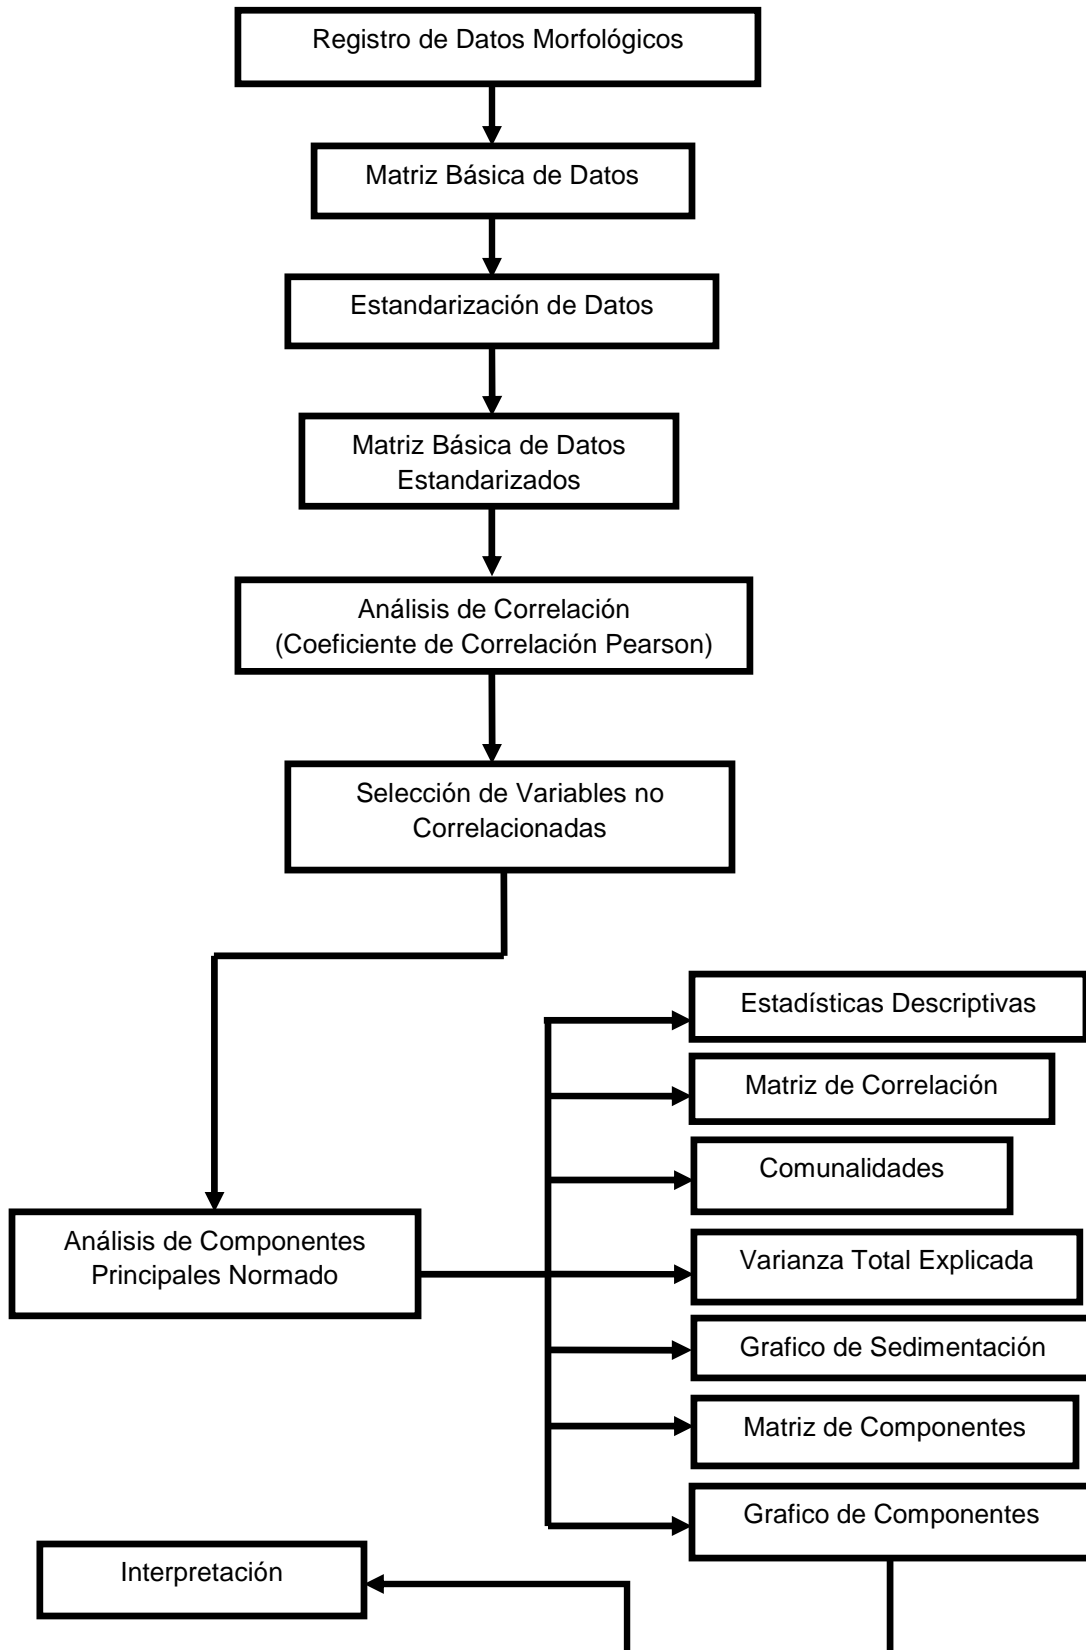 Registro de Datos Morfológicos
Matriz Básica de Datos
Estandarización de Datos
Matriz Básica de Datos
Estandarizados
Análisis de Correlación
(Coeficiente de Correlación Pearson)
Selección de Variables no
Correlacionadas
Estadísticas Descriptivas
Matriz de Correlación
Comunalidades
Análisis de Componentes
Principales Normado
Varianza Total Explicada
Grafico de Sedimentación
Matriz de Componentes
Grafico de Componentes
Interpretación